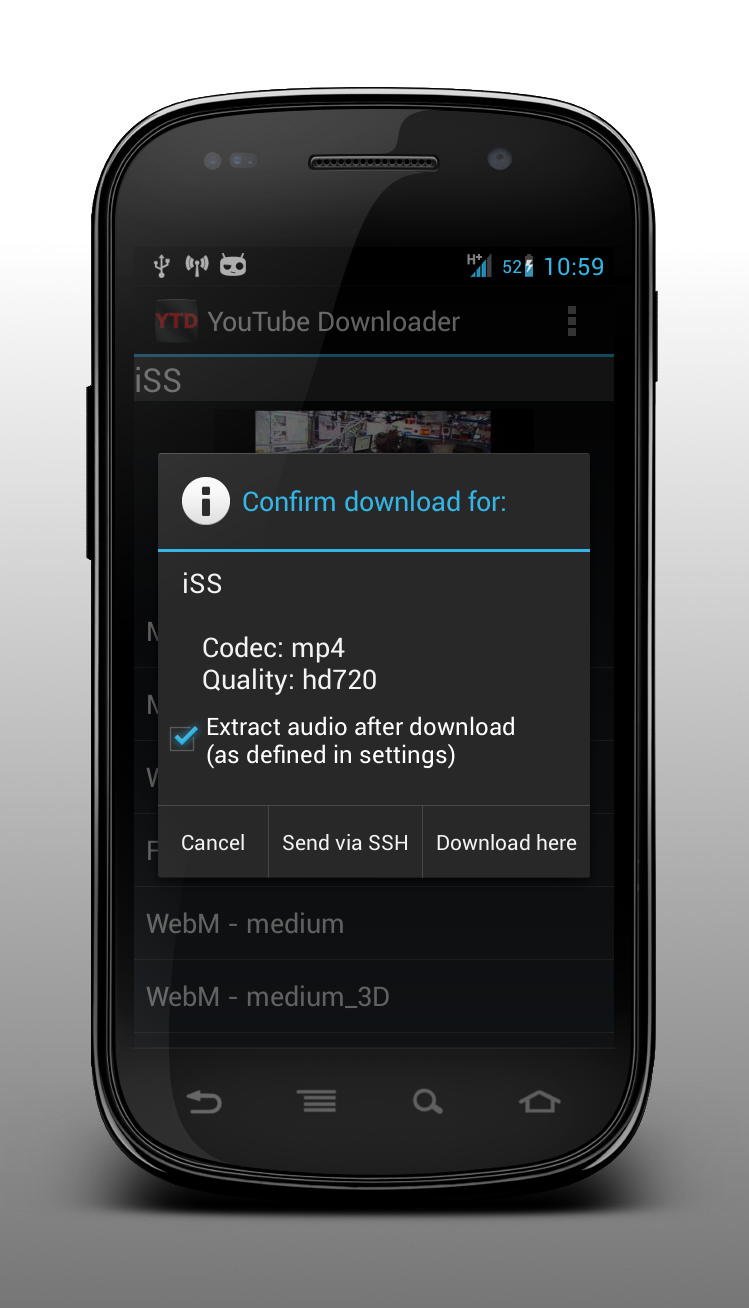 H+
52
10:59
YTD
YouTube Downloader
iSS
Confirm download for:
iSS
Codec: mp4
Quality: hd720
Extract audio after download
(as defined in settings)
Cancel
Send via SSH
Download here
WebM - medium
WebM - medium_3D